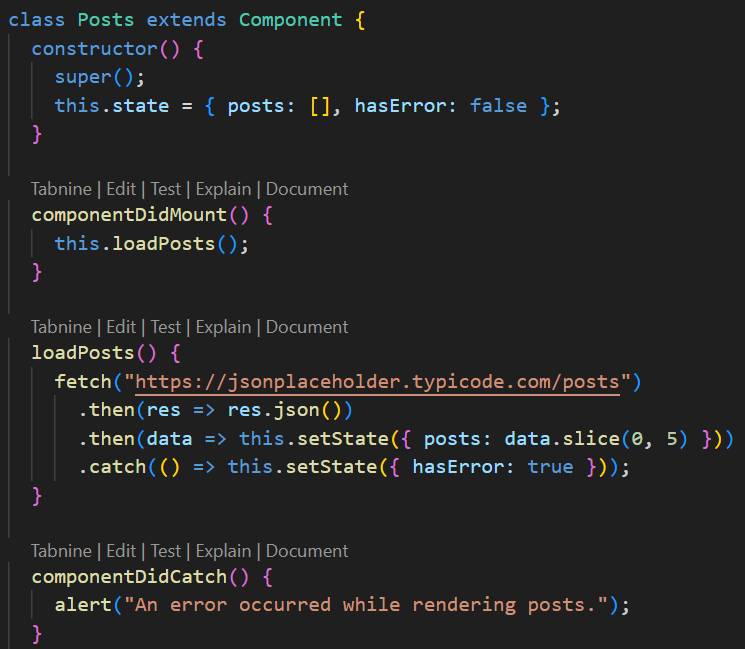 class Posts extends Component {
constructor() {
super();
this.state = { posts: [], hasError: false };
}
Tabnine | Edit | Test | Explain | Document
componentDidMount() {
this.loadPosts();
}
Tabnine | Edit | Test | Explain | Document
loadPosts() {
fetch("https://jsonplaceholder.typicode.com/posts")
.then(res => res.json())
.then(data => this.setState({ posts: data.slice(0, 5) }))
.catch(() => this.setState({ hasError: true }));
}
Tabnine | Edit | Test | Explain | Document
componentDidCatch() {
alert("An error occurred while rendering posts.");
}